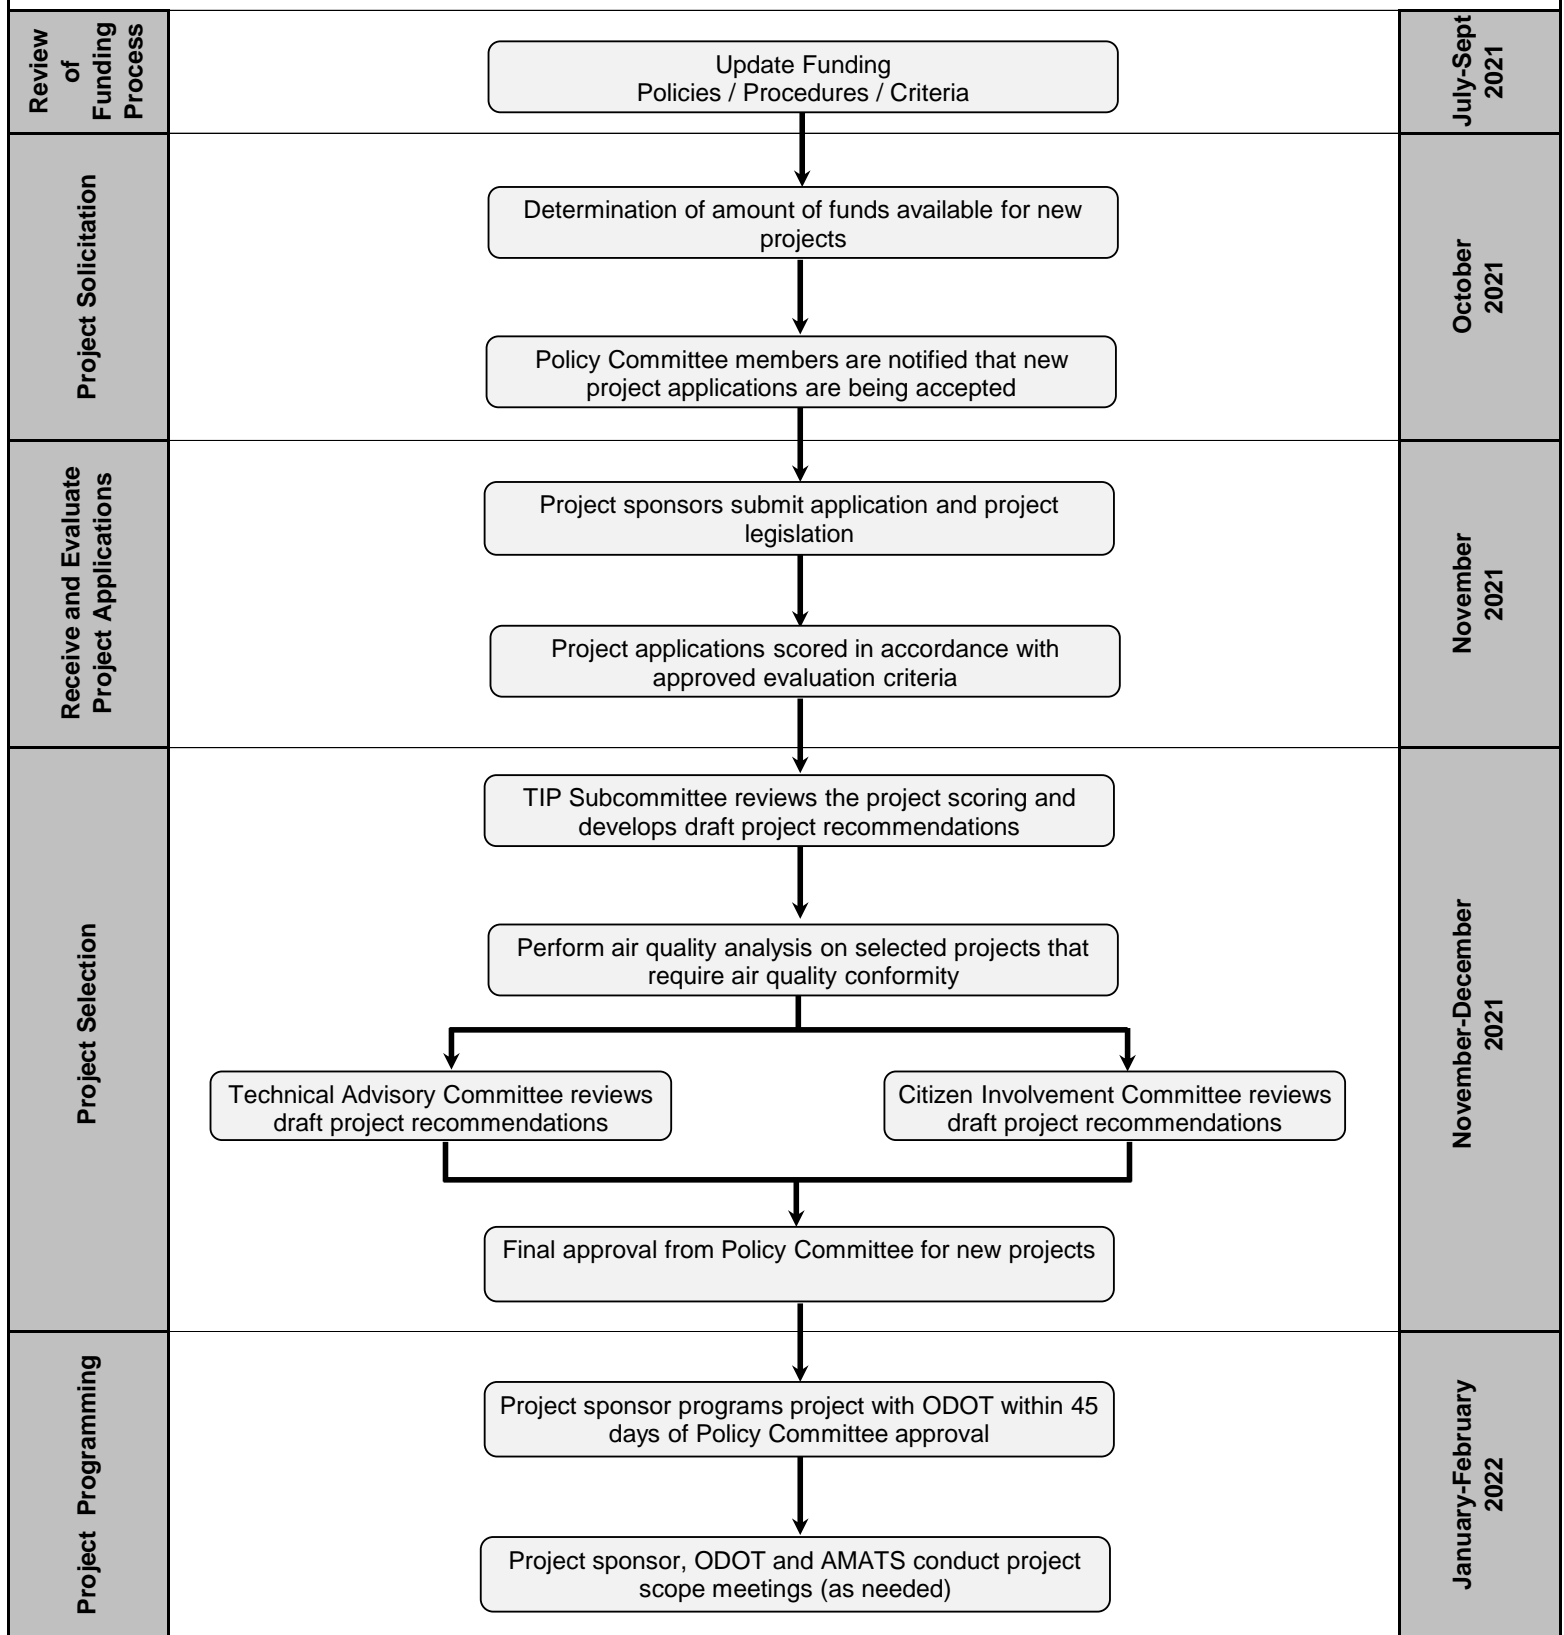 Review
of
Funding
Process
Update Funding
Policies / Procedures / Criteria
July-Sept
2021
Project Solicitation
Determination of amount of funds available for new
projects
Policy Committee members are notified that new
project applications are being accepted
October
2021
Receive and Evaluate
Project Applications
Project sponsors submit application and project
legislation
Project applications scored in accordance with
approved evaluation criteria
November
2021
Project Selection
TIP Subcommittee reviews the project scoring and
develops draft project recommendations
Perform air quality analysis on selected projects that
require air quality conformity
Technical Advisory Committee reviews
draft project recommendations
Citizen Involvement Committee reviews
draft project recommendations
Final approval from Policy Committee for new projects
November-December
2021
Project Programming
Project sponsor programs project with ODOT within 45
days of Policy Committee approval
Project sponsor, ODOT and AMATS conduct project
scope meetings (as needed)
January-February
2022